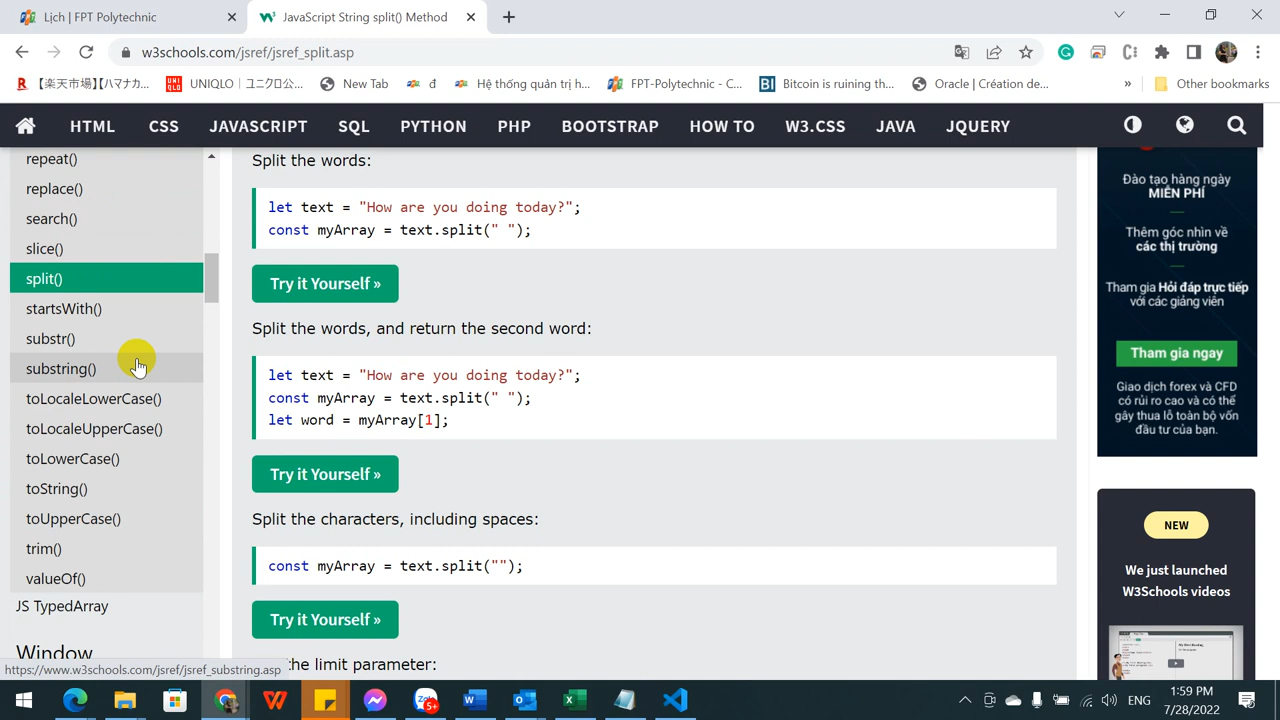 Lịch | FPT Polytechnic
JavaScript String split() Method
w3schools.com/jsref/jsref_split.asp
【楽天市場】【ハマナカ...
UNIQLO | ユニクロ公...
New Tab
đ
Hệ thống quản trị h...
FPT-Polytechnic - C...
Bitcoin is ruining th...
Oracle | Création de...
»
Other bookmarks
HTML
CSS
JAVASCRIPT
SQL
PYTHON
PHP
BOOTSTRAP
HOW TO
W3.CSS
JAVA
JQUERY
repeat()
replace()
search()
slice()
split()
startsWith()
substr()
substring()
toLocaleLowerCase()
toLocaleUpperCase()
toLowerCase()
toString()
toUpperCase()
trim()
valueOf()
JS TypedArray
Window
https://www.w3schools.com/jsref/jsref_substring.asp
Split the words:
let text = "How are you doing today?";
const myArray = text.split(" ");
Try it Yourself »
Split the words, and return the second word:
let text = "How are you doing today?";
const myArray = text.split(" ");
let word = myArray[1];
Try it Yourself »
Split the characters, including spaces:
const myArray = text.split("");
Try it Yourself »
the limit parameter:
Đào tạo hàng ngày
MIỄN PHÍ
Thêm góc nhìn về
các thị trường
Tham gia Hỏi đáp trực tiếp
với các giảng viên
Tham gia ngay
Giao dịch forex và CFD
có rủi ro cao và có thể
gây thua lỗ toàn bộ vốn
đầu tư của bạn.
NEW
We just launched
W3Schools videos
5+
ENG
1:59 PM
7/28/2022